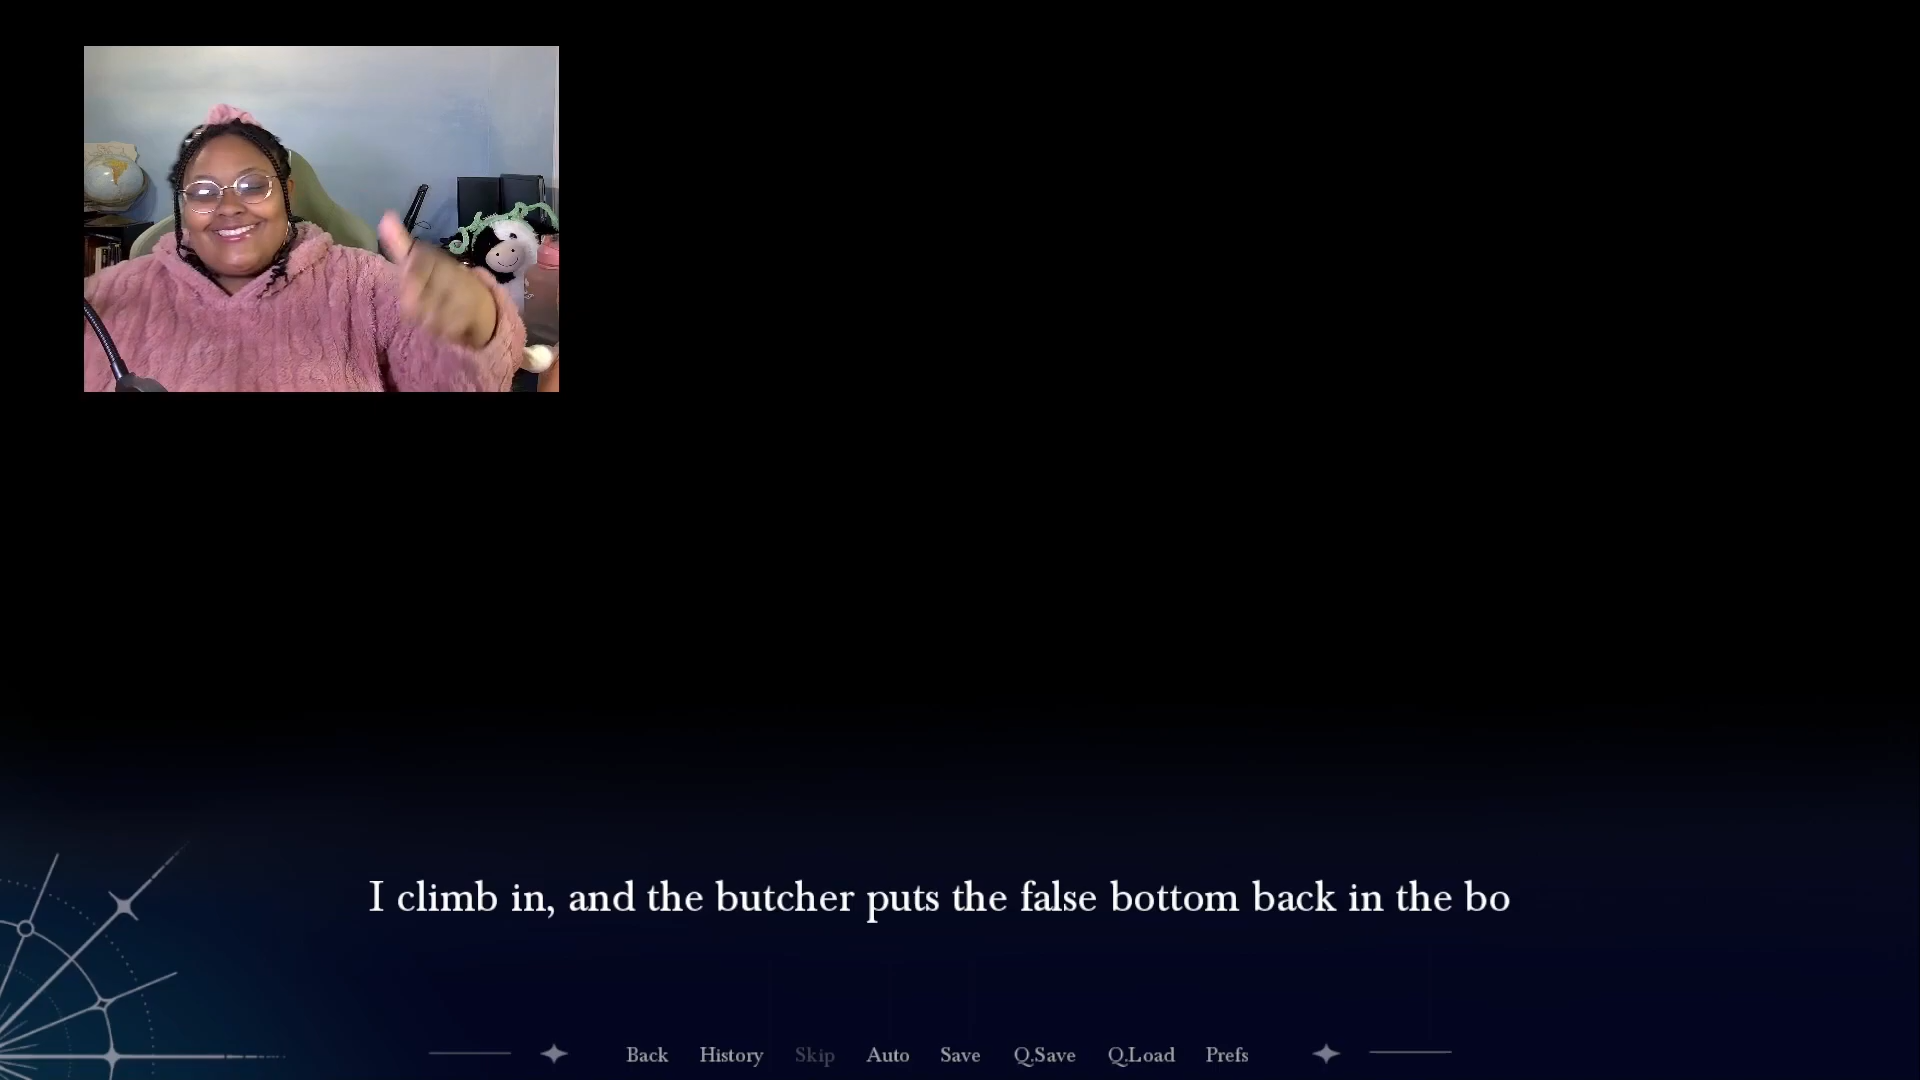 I climb in, and the butcher puts the false bottom back in the bo
Back History Skip Auto Save Q.Save Q.Load Prefs